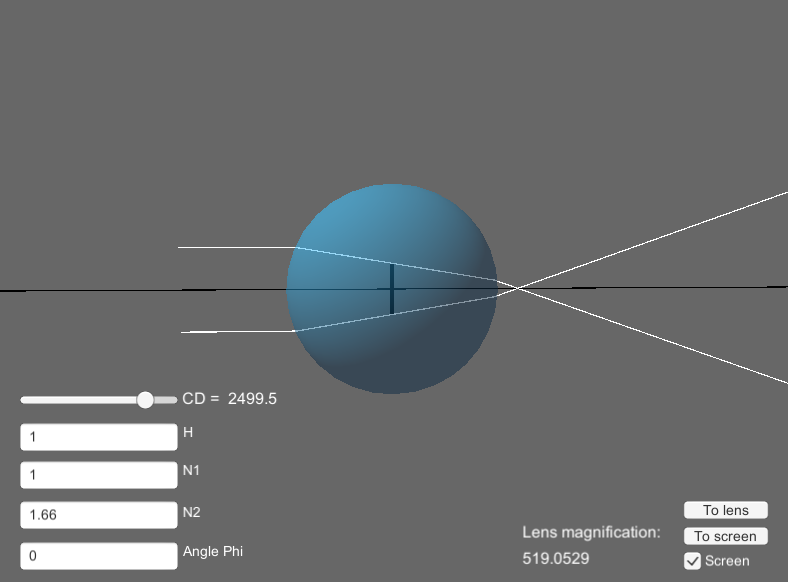 CD = 2499.5
1
H
1
N1
1.66
N2
0
Angle Phi
Lens magnification:
519.0529
To lens
To screen
Screen